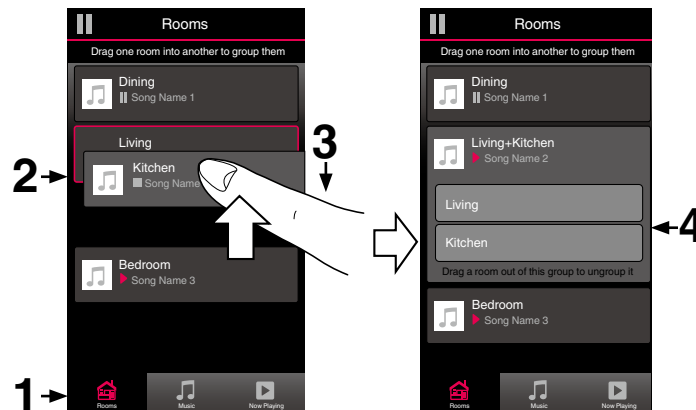 Rooms
Drag one room into another to group them
Dining
Song Name 1
Living
Kitchen
Song Name
Bedroom
Song Name 3
Rooms
Music
Now Playing
1
2
3
Rooms
Drag one room into another to group them
Dining
Song Name 1
Living+Kitchen
Song Name 2
Living
Kitchen
Drag a room out of this group to ungroup it
Bedroom
Song Name 3
Rooms
Music
Now Playing
4